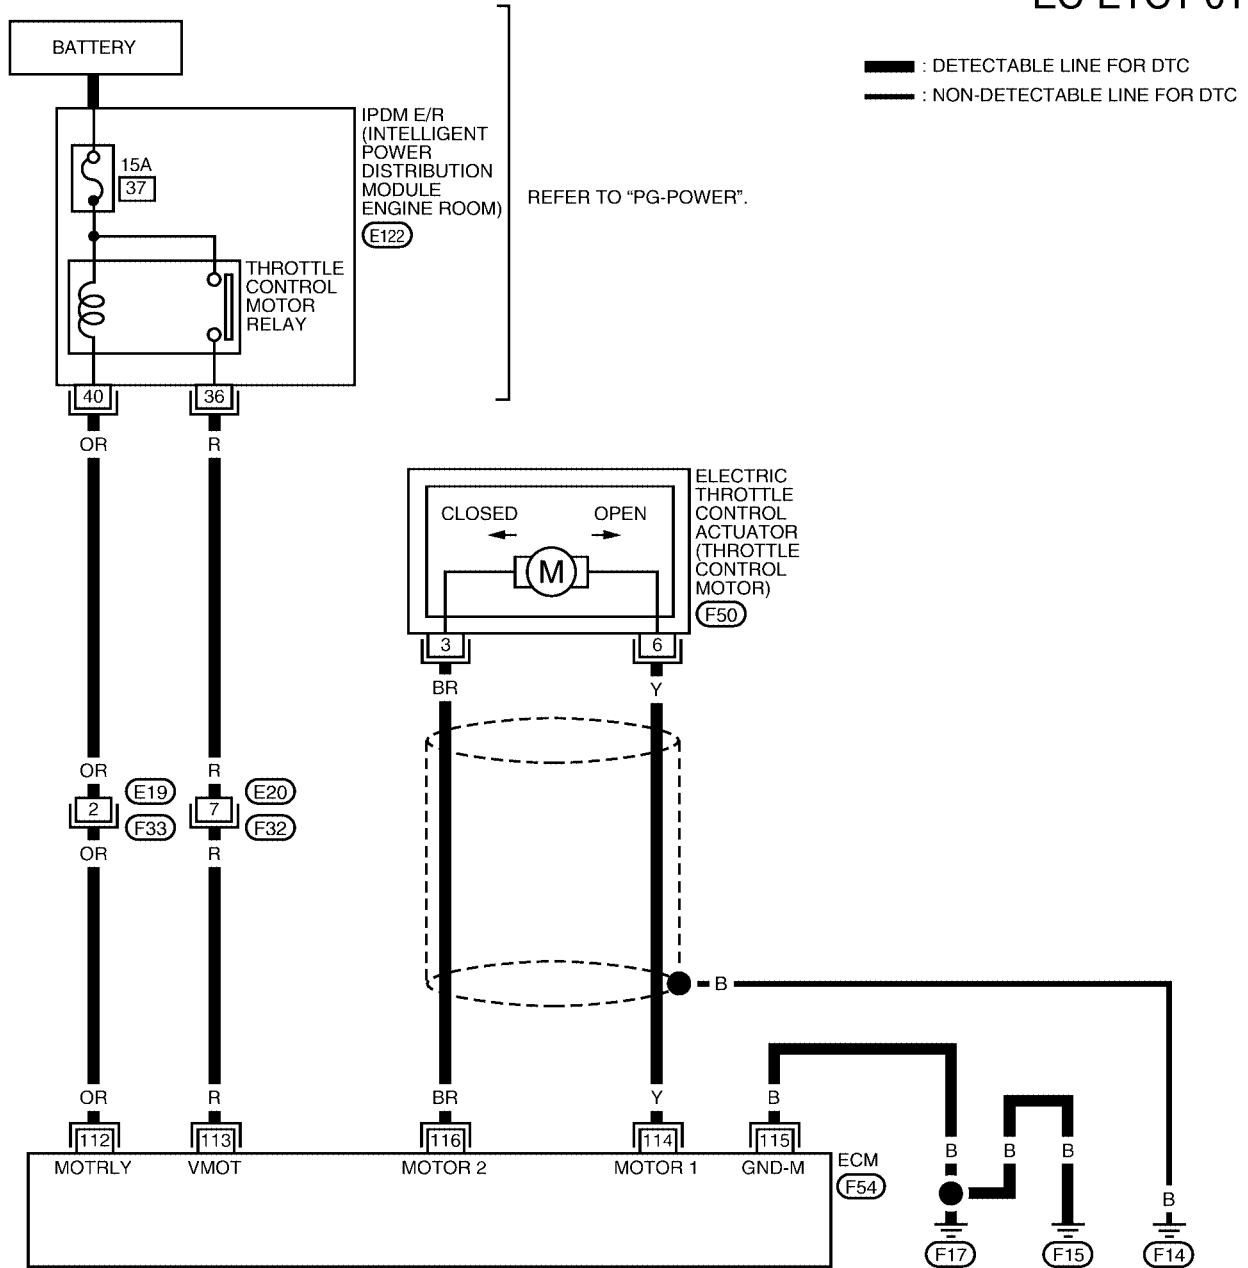 BATTERY
: DETECTABLE LINE FOR DTC
: NON-DETECTABLE LINE FOR DTC
IPDM E/R
(INTELLIGENT
POWER
DISTRIBUTION
MODULE
ENGINE ROOM)
E122
15A
37
REFER TO “PG-POWER”.
THROTTLE
CONTROL
MOTOR
RELAY
40
36
OR
R
ELECTRIC
THROTTLE
CONTROL
ACTUATOR
(THROTTLE
CONTROL
MOTOR)
F50
CLOSED
OPEN
M
3
6
BR
Y
OR
R
2
E19
F33
7
E20
F32
OR
R
B
OR
R
BR
Y
B
112
113
116
114
115
MOTRLY
VMOT
MOTOR 2
MOTOR 1
GND-M
ECM
F54
B
B
B
B
F17
F15
F14